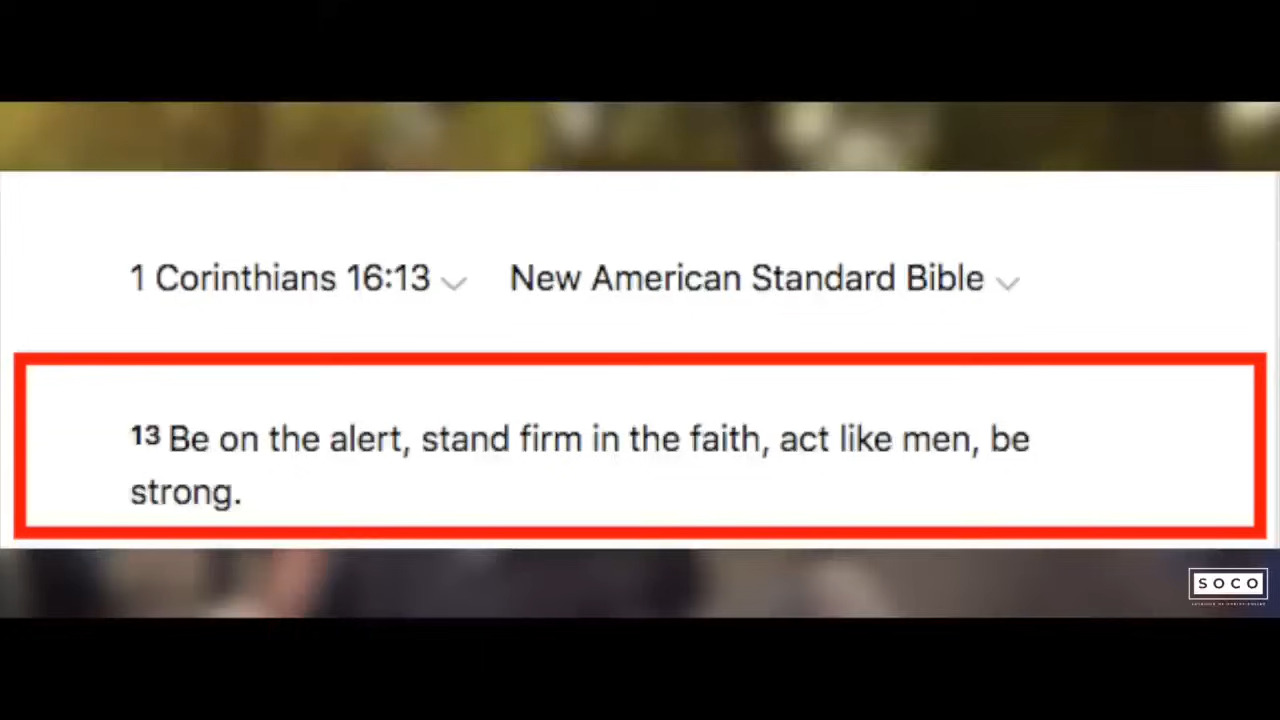 1 Corinthians 16:13 New American Standard Bible
13 Be on the alert, stand firm in the faith, act like men, be
strong.
SOCO